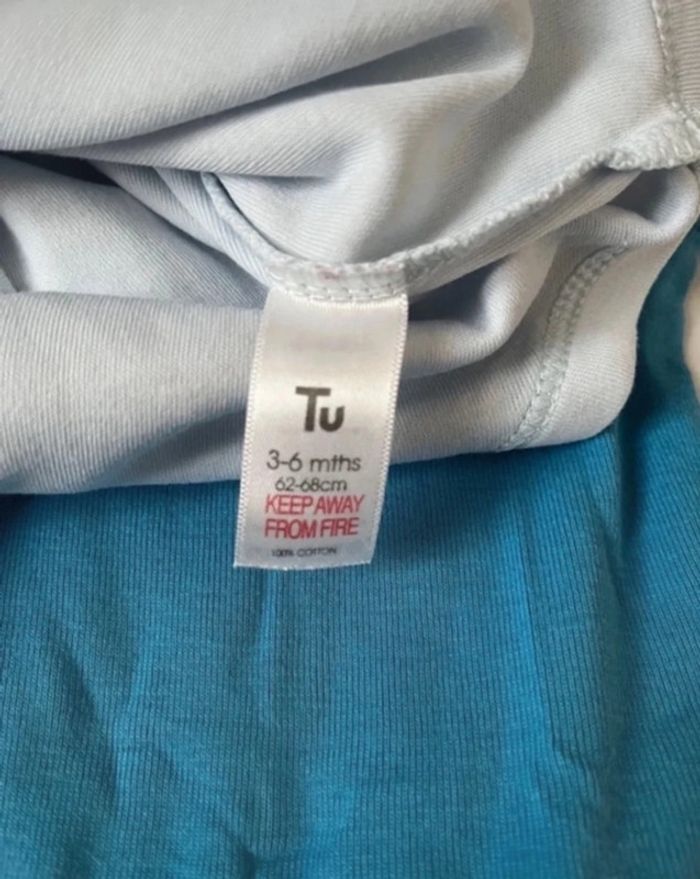 Tu
3-6 mths
62-68cm
KEEP AWAY
FROM FIRE
100% COTTON